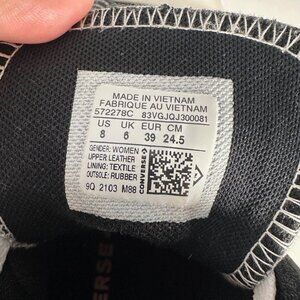 MADE IN VIETNAM
FABRIQUE AU VIETNAM
572278C 83VGJQJ300081
US UK EUR CM
8 6 39 24.5
GENDER: WOMEN
UPPER: LEATHER
LINING: TEXTILE
OUTSOLE: RUBBER
CONVERSE
9Q 2103 M88
ERSE